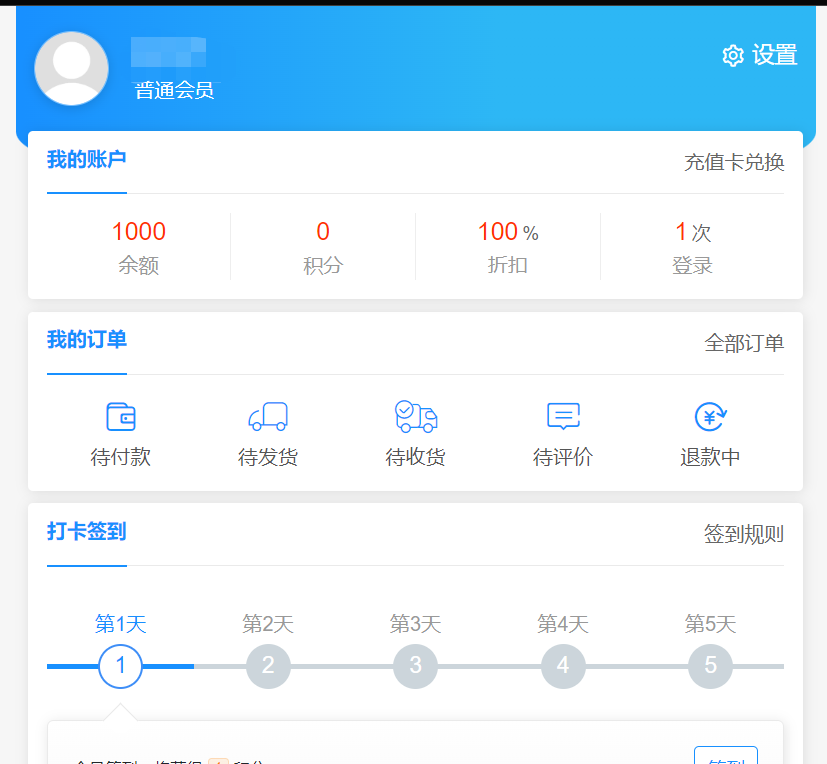 设置
普通会员
我的账户
充值卡兑换
1000 0 100% 1次
余额 积分 折扣 登录
我的订单
全部订单
待付款 待发货 待收货 待评价 退款中
打卡签到
签到规则
第1天 第2天 第3天 第4天 第5天
1 2 3 4 5